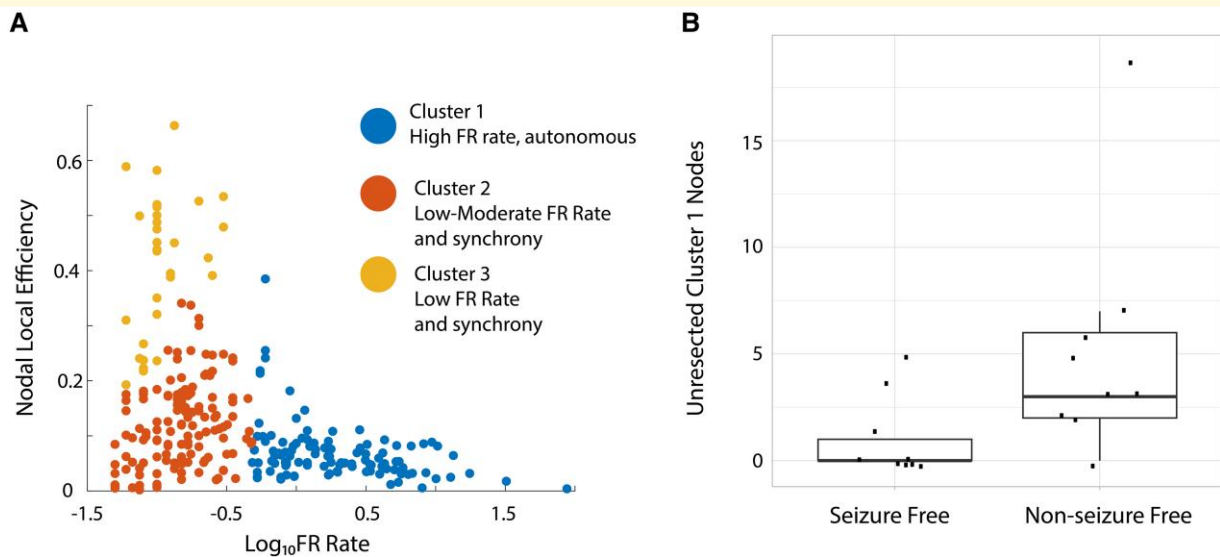 A
Nodal Local Efficiency
0.6
0.4
0.2
0
-1.5
-0.5
0.5
1.5
Log₁₀FR Rate
Cluster 1
High FR rate, autonomous
Cluster 2
Low-Moderate FR Rate
and synchrony
Cluster 3
Low FR Rate
and synchrony
B
Unresected Cluster 1 Nodes
15
10
5
0
Seizure Free
Non-seizure Free